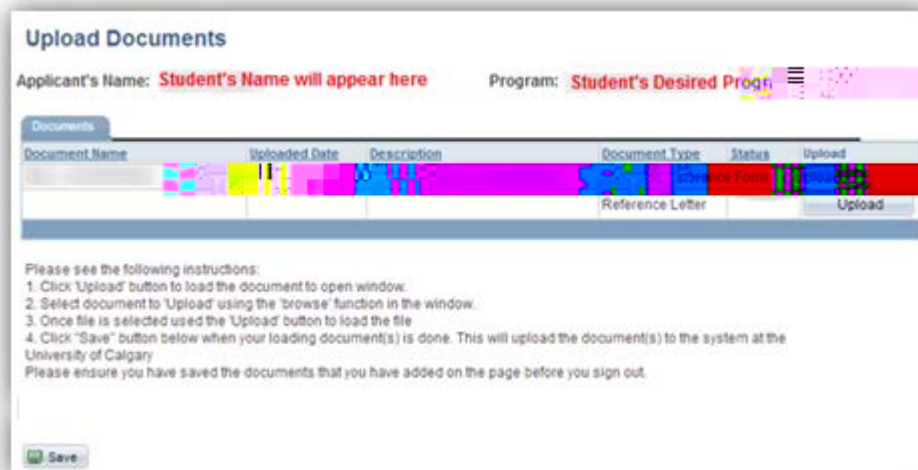 Upload Documents
Applicant's Name: Student's Name will appear here Program: Student's Desired
Documents
Document Name Uploaded Date Description Document Type Status Upload
Form
Reference Letter Upload
Please see the following instructions:
1. Click 'Upload' button to load the document to open window.
2. Select document to 'Upload' using the 'browse' function in the window.
3. Once file is selected used the 'Upload' button to load the file
4. Click "Save" button below when your loading document(s) is done. This will upload the document(s) to the system at the
University of Calgary
Please ensure you have saved the documents that you have added on the page before you sign out.
Save